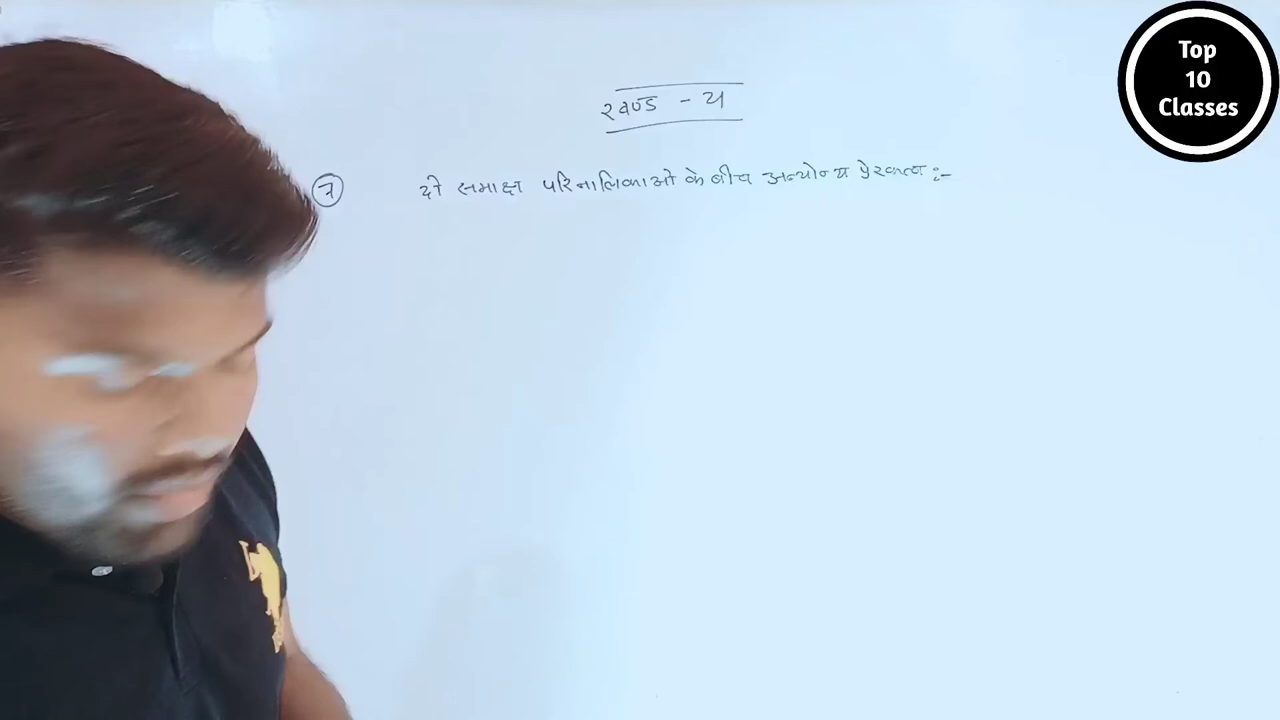 Top
10
Classes
खण्ड - य
7 दो समाक्ष परिनालिकाओ के बीच अन्योन्य प्रेरकत्व :-